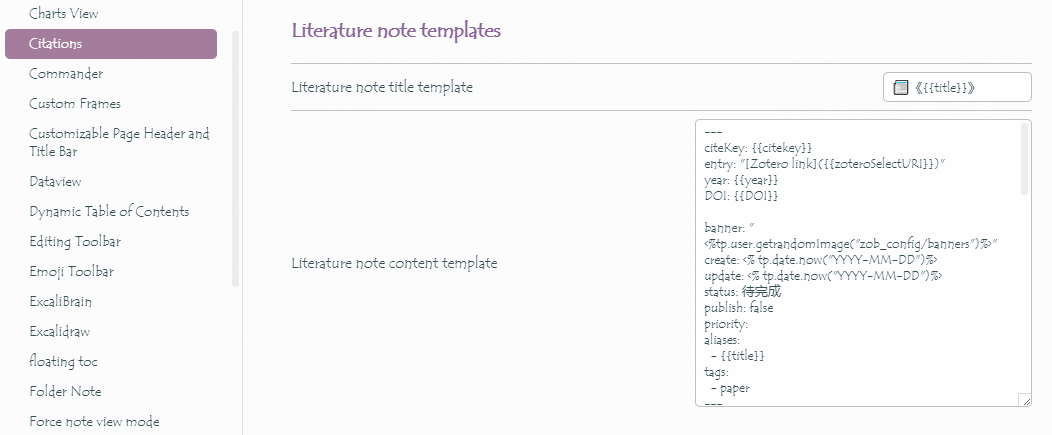 Charts View
Citations
Commander
Custom Frames
Customizable Page Header and
Title Bar
Dataview
Dynamic Table of Contents
Editing Toolbar
Emoji Toolbar
ExcaliBrain
Excalidraw
floating toc
Folder Note
Force note view mode
Literature note templates
Literature note title template
《{{title}}》
Literature note content template
---
citeKey: {{citekey}}
entry: "[Zotero link]({{zoteroSelectURI}})"
year: {{year}}
DOI: {{DOI}}
banner: "
<%tp.user.getrandomImage("zob_config/banners")%>"
create: <% tp.date.now("YYYY-MM-DD")%>
update: <% tp.date.now("YYYY-MM-DD")%>
status: 待完成
publish: false
priority:
aliases:
- {{title}}
tags:
- paper
---